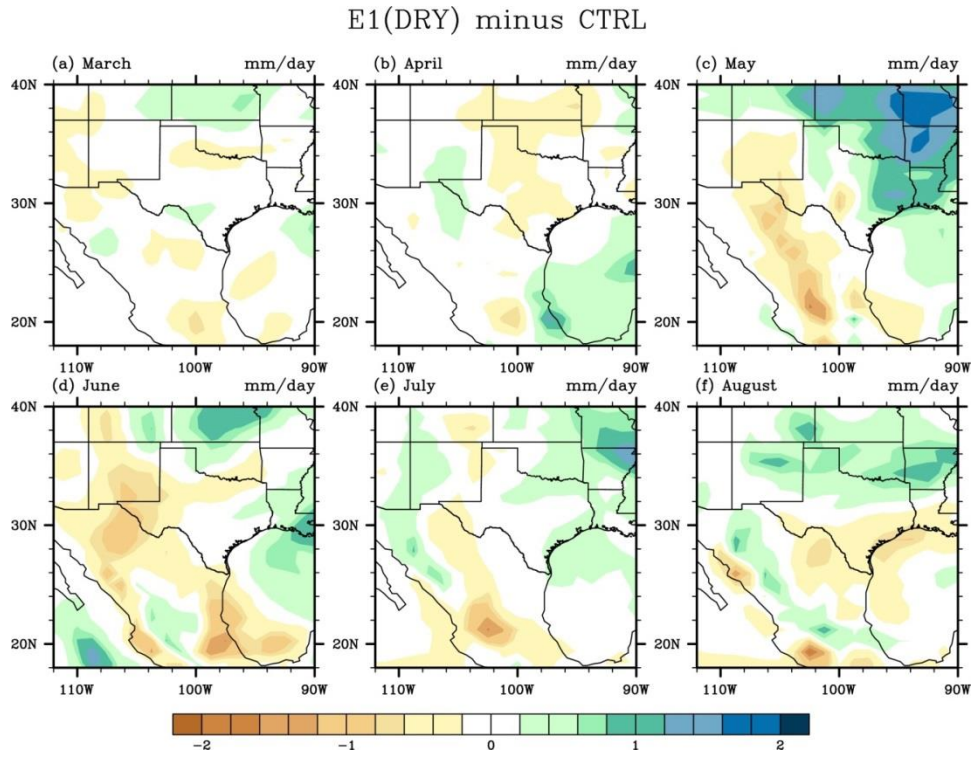 E1(DRY) minus CTRL
(a) March mm/day
(b) April mm/day
(c) May mm/day
40N 40N 40N
30N 30N 30N
20N 20N 20N
110W 100W 90W
110W 100W 90W
110W 100W 90W
(d) June mm/day
(e) July mm/day
(f) August mm/day
40N 40N 40N
30N 30N 30N
20N 20N 20N
110W 100W 90W
110W 100W 90W
110W 100W 90W
-2 -1 0 1 2